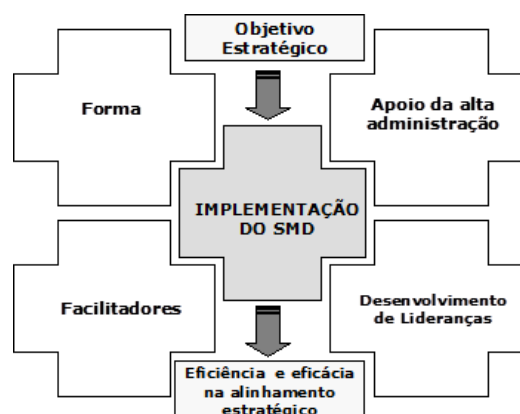 Objetivo
Estratégico
Forma
Apoio da alta
administração
IMPLEMENTAÇÃO
DO SMD
Facilitadores
Desenvolvimento
de Lideranças
Eficiência e eficácia
na alinhamento
estratégico